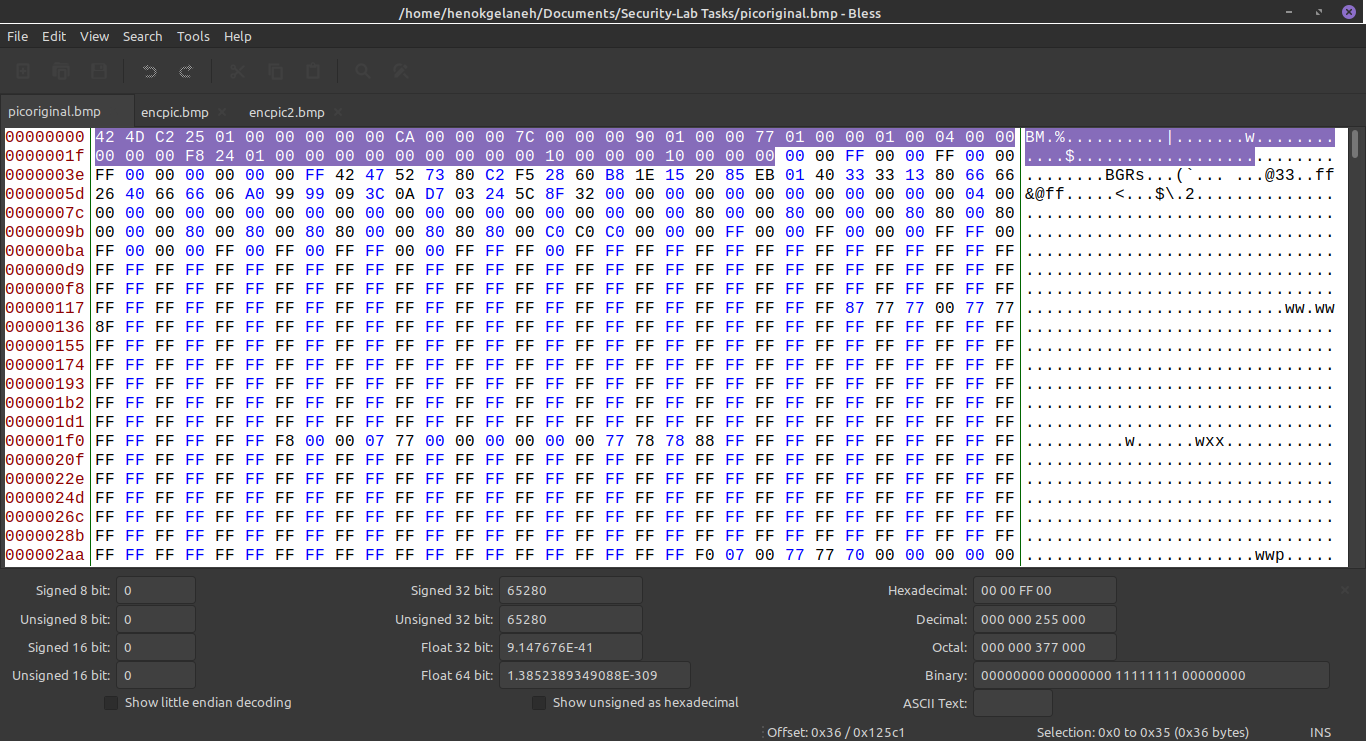 /home/henokgelaneh/Documents/Security-Lab Tasks/picoriginal.bmp - Bless
File Edit View Search Tools Help
picoriginal.bmp encpic.bmp encpic2.bmp
00000000 42 4D C2 25 01 00 00 00 00 00 CA 00 00 00 7C 00 00 00 90 01 00 00 77 01 00 00 01 00 04 00 00 BM.%..........|.......w........
0000001f 00 00 00 F8 24 01 00 00 00 00 00 00 00 00 00 10 00 00 00 10 00 00 00 00 00 FF 00 00 FF 00 00 ....$..........................
0000003e FF 00 00 00 00 00 00 FF 42 47 52 73 80 C2 F5 28 60 B8 1E 15 20 85 EB 01 40 33 33 13 80 66 66 ........BGRs...(`... ...@33..ff
0000005d 26 40 66 66 06 A0 99 99 09 3C 0A D7 03 24 5C 8F 32 00 00 00 00 00 00 00 00 00 00 00 00 04 00 &@ff.....<...$\.2..............
0000007c 00 00 00 00 00 00 00 00 00 00 00 00 00 00 00 00 00 00 00 00 80 00 00 80 00 00 00 80 80 00 80 ...............................
0000009b 00 00 00 80 00 80 00 80 80 00 00 80 80 80 00 C0 C0 C0 00 00 00 FF 00 00 FF 00 00 00 FF FF 00 ...............................
000000ba FF 00 00 00 FF 00 FF 00 FF FF 00 00 FF FF FF 00 FF FF FF FF FF FF FF FF FF FF FF FF FF FF FF ...............................
000000d9 FF FF FF FF FF FF FF FF FF FF FF FF FF FF FF FF FF FF FF FF FF FF FF FF FF FF FF FF FF FF FF ...............................
000000f8 FF FF FF FF FF FF FF FF FF FF FF FF FF FF FF FF FF FF FF FF FF FF FF FF FF FF FF FF FF FF FF ...............................
00000117 FF FF FF FF FF FF FF FF FF FF FF FF FF FF FF FF FF FF FF FF FF FF FF FF FF 87 77 77 00 77 77 ..........................ww.ww
00000136 8F FF FF FF FF FF FF FF FF FF FF FF FF FF FF FF FF FF FF FF FF FF FF FF FF FF FF FF FF FF FF ...............................
00000155 FF FF FF FF FF FF FF FF FF FF FF FF FF FF FF FF FF FF FF FF FF FF FF FF FF FF FF FF FF FF FF ...............................
00000174 FF FF FF FF FF FF FF FF FF FF FF FF FF FF FF FF FF FF FF FF FF FF FF FF FF FF FF FF FF FF FF ...............................
00000193 FF FF FF FF FF FF FF FF FF FF FF FF FF FF FF FF FF FF FF FF FF FF FF FF FF FF FF FF FF FF FF ...............................
000001b2 FF FF FF FF FF FF FF FF FF FF FF FF FF FF FF FF FF FF FF FF FF FF FF FF FF FF FF FF FF FF FF ...............................
000001d1 FF FF FF FF FF FF FF FF FF FF FF FF FF FF FF FF FF FF FF FF FF FF FF FF FF FF FF FF FF FF FF ...............................
000001f0 FF FF FF FF FF FF F8 00 00 07 77 00 00 00 00 00 00 77 78 78 88 FF FF FF FF FF FF FF FF FF FF ..........w......wxx...........
0000020f FF FF FF FF FF FF FF FF FF FF FF FF FF FF FF FF FF FF FF FF FF FF FF FF FF FF FF FF FF FF FF ...............................
0000022e FF FF FF FF FF FF FF FF FF FF FF FF FF FF FF FF FF FF FF FF FF FF FF FF FF FF FF FF FF FF FF ...............................
0000024d FF FF FF FF FF FF FF FF FF FF FF FF FF FF FF FF FF FF FF FF FF FF FF FF FF FF FF FF FF FF FF ...............................
0000026c FF FF FF FF FF FF FF FF FF FF FF FF FF FF FF FF FF FF FF FF FF FF FF FF FF FF FF FF FF FF FF ...............................
0000028b FF FF FF FF FF FF FF FF FF FF FF FF FF FF FF FF FF FF FF FF FF FF FF FF FF FF FF FF FF FF FF ...............................
000002aa FF FF FF FF FF FF FF FF FF FF FF FF FF FF FF FF FF FF FF FF F0 07 00 77 77 70 00 00 00 00 00 .......................wwp.....
Signed 8 bit: 0 Signed 32 bit: 65280 Hexadecimal: 00 00 FF 00
Unsigned 8 bit: 0 Unsigned 32 bit: 65280 Decimal: 000 000 255 000
Signed 16 bit: 0 Float 32 bit: 9.147676E-41 Octal: 000 000 377 000
Unsigned 16 bit: 0 Float 64 bit: 1.3852389349088E-309 Binary: 00000000 00000000 11111111 00000000
Show little endian decoding Show unsigned as hexadecimal ASCII Text:
Offset: 0x36 / 0x125c1 Selection: 0x0 to 0x35 (0x36 bytes) INS